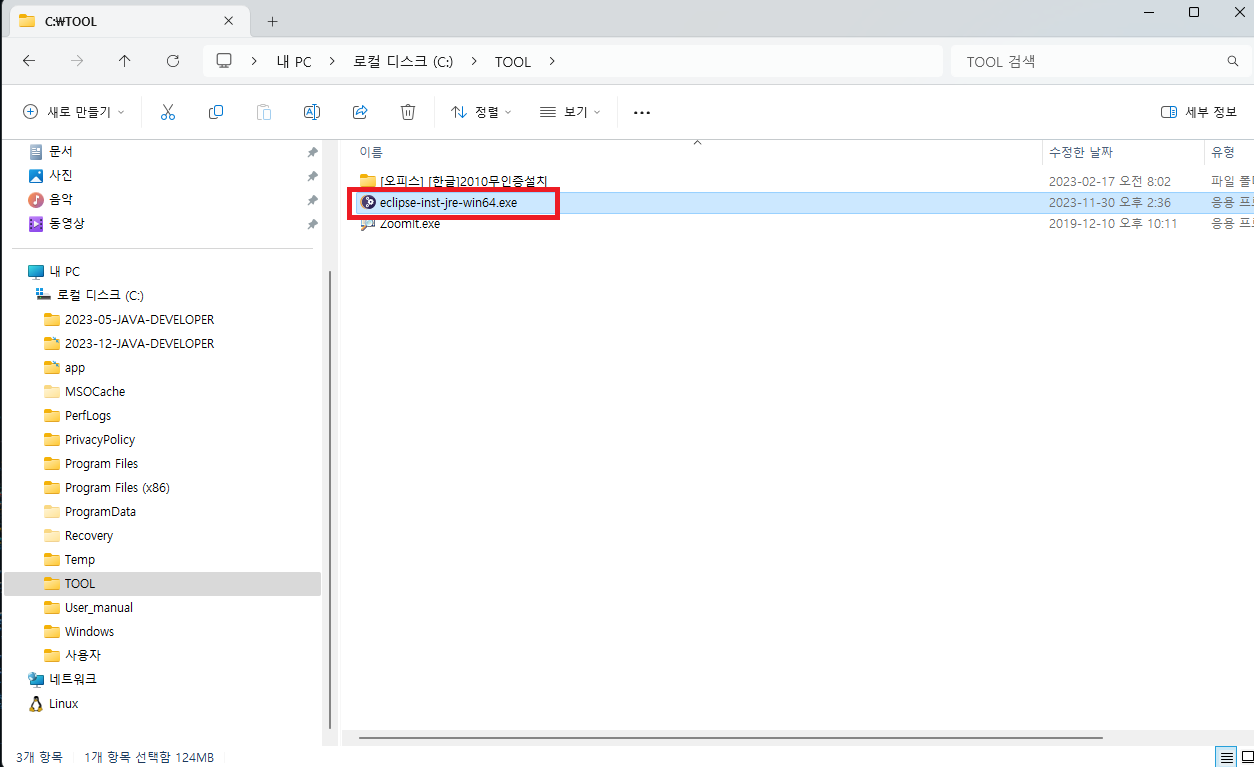 C:₩TOOL
내 PC 로컬 디스크 (C:) TOOL
TOOL 검색
새로 만들기 정렬 보기 세부 정보
문서
사진
음악
동영상
내 PC
로컬 디스크 (C:)
2023-05-JAVA-DEVELOPER
2023-12-JAVA-DEVELOPER
app
MSOCache
PerfLogs
PrivacyPolicy
Program Files
Program Files (x86)
ProgramData
Recovery
Temp
TOOL
User_manual
Windows
사용자
네트워크
Linux
이름 수정한 날짜 유형
[오피스] [한글]2010무인증설치 2023-02-17 오전 8:02 파일 폴
eclipse-inst-jre-win64.exe 2023-11-30 오후 2:36 응용 프
ZoomIt.exe 2019-12-10 오후 10:11 응용 프
3개 항목 1개 항목 선택함 124MB